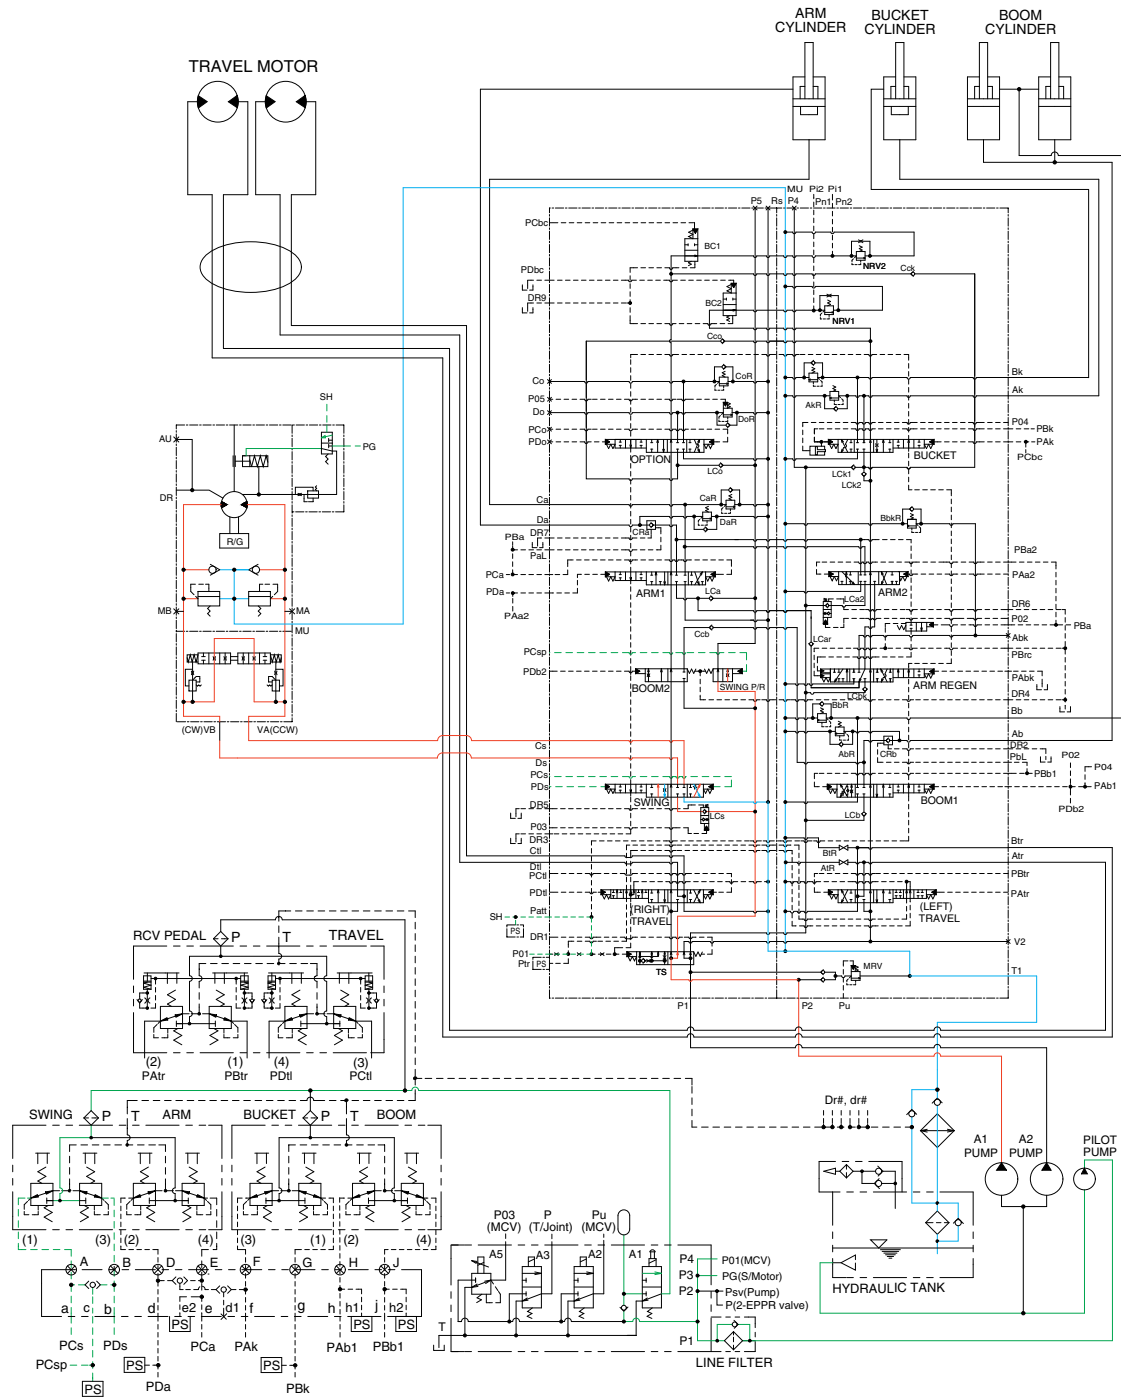 ARM
CYLINDER
BUCKET
CYLINDER
BOOM
CYLINDER
TRAVEL MOTOR
MU Pi2 Pi1
P5 Rs P4 Pn1 Pn2
PCbc
BC1
NRV2
Cck
PDbc
DR9
BC2
NRV1
Cco
Co
CoR
Bk
P05
AkR
Ak
Do
DoR
PCo
P04
PBk
PDo
PAk
OPTION
BUCKET
PCbc
LCo
LCk1
LCk2
SH
AU
PG
DR
R/G
MB
MA
MU
(CW)VB
VA(CCW)
Ca
CaR
Da
DaR
BbkR
DR7
CRa
PBa
PaL
PBa2
PCa
PAa2
PDa
ARM1
ARM2
PAa2
LCa
LCa2
DR6
P02
PBa
Ccb
LCar
Abk
PCsp
PBrc
PDb2
PAbk
BOOM2
SWING P/R
ARM REGEN
LCbk
DR4
BbR
Bb
Cs
AbR
CRb
Ab
DR2
P02
Ds
PbL
P04
PCs
PBb1
PDs
PAb1
SWING
BOOM1
PDb2
DR5
LCs
LCb
P03
DR3
Ctl
BtR
Btr
Dtl
AtR
Atr
PCtl
PBtr
PDtl
PAtr
Patt
(RIGHT)
TRAVEL
(LEFT)
TRAVEL
SH
PS
DR1
V2
P01
Ptr
PS
TS
MRV
T1
P1
P2
Pu
RCV PEDAL
P
T
TRAVEL
(2)
(1)
(4)
(3)
PAtr
PBtr
PDtl
PCtl
SWING
P
T
ARM
BUCKET
P
T
BOOM
(1)
(3)
(2)
(4)
(3)
(1)
(2)
(4)
A
B
D
E
F
G
H
J
a
c
b
d
e2
e
d1
f
g
h
h1
j
h2
PS
PS
PS
PCs
PDs
PCa
PAk
PAb1
PBb1
PCsp
PS
PS
PDa
PBk
Dr#, dr#
A1
PUMP
A2
PUMP
PILOT
PUMP
HYDRAULIC TANK
P03
(MCV)
P
(T/Joint)
Pu
(MCV)
A5
A3
A2
A1
P4
P01(MCV)
P3
PG(S/Motor)
P2
Psv(Pump)
P(2-EPPR valve)
T
P1
LINE FILTER